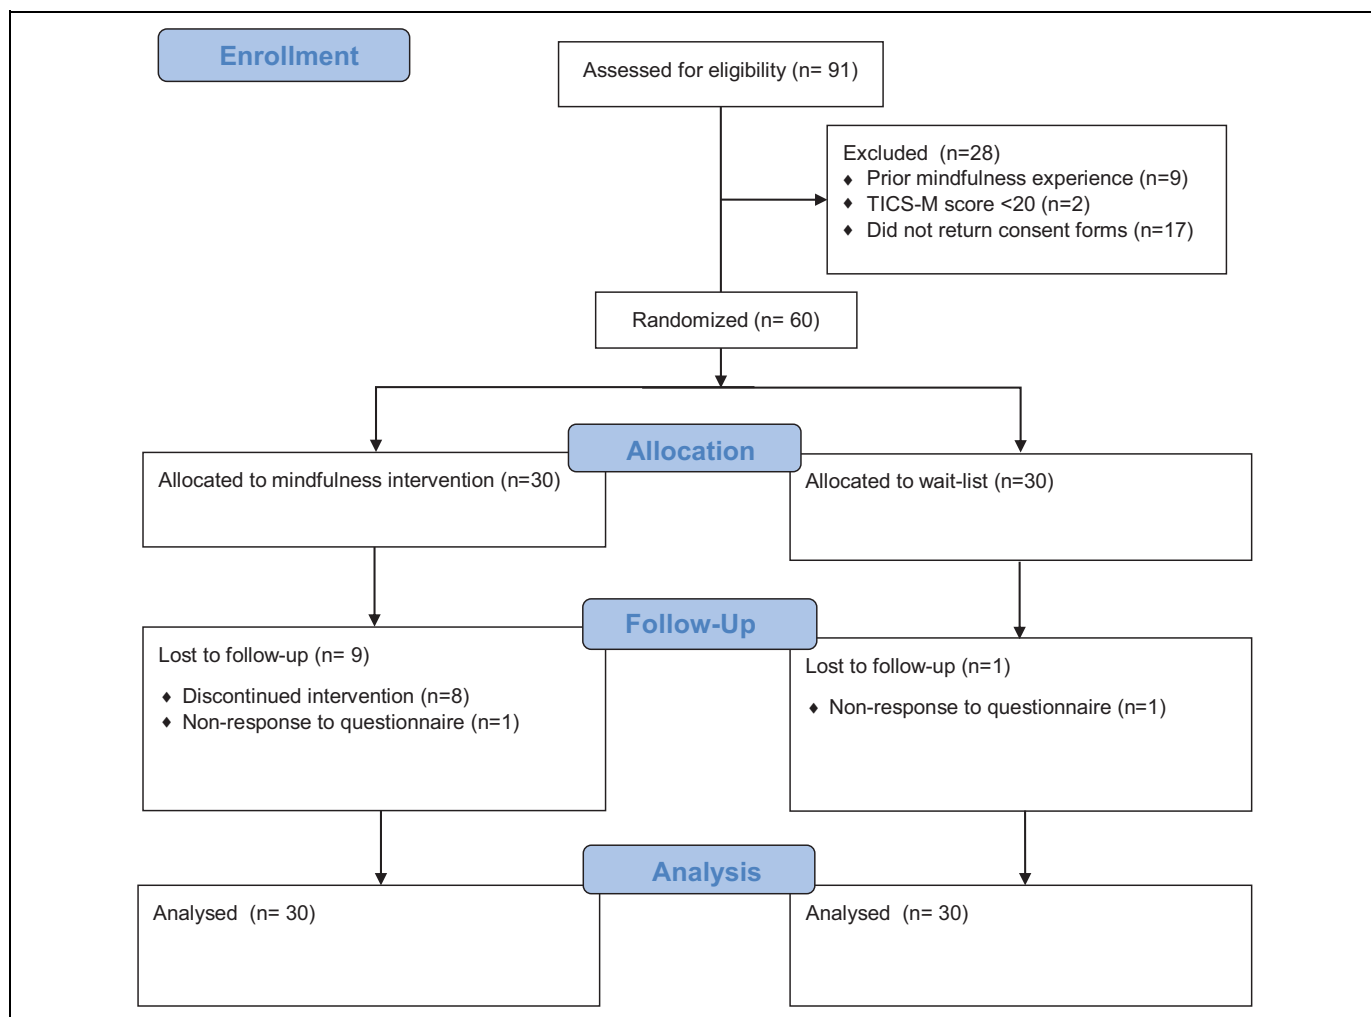 Enrollment
Assessed for eligibility (n= 91)
Excluded (n=28)
♦ Prior mindfulness experience (n=9)
♦ TICS-M score <20 (n=2)
♦ Did not return consent forms (n=17)
Randomized (n= 60)
Allocation
Allocated to mindfulness intervention (n=30)
Allocated to wait-list (n=30)
Follow-Up
Lost to follow-up (n= 9)
♦ Discontinued intervention (n=8)
♦ Non-response to questionnaire (n=1)
Lost to follow-up (n=1)
♦ Non-response to questionnaire (n=1)
Analysis
Analysed (n= 30)
Analysed (n= 30)